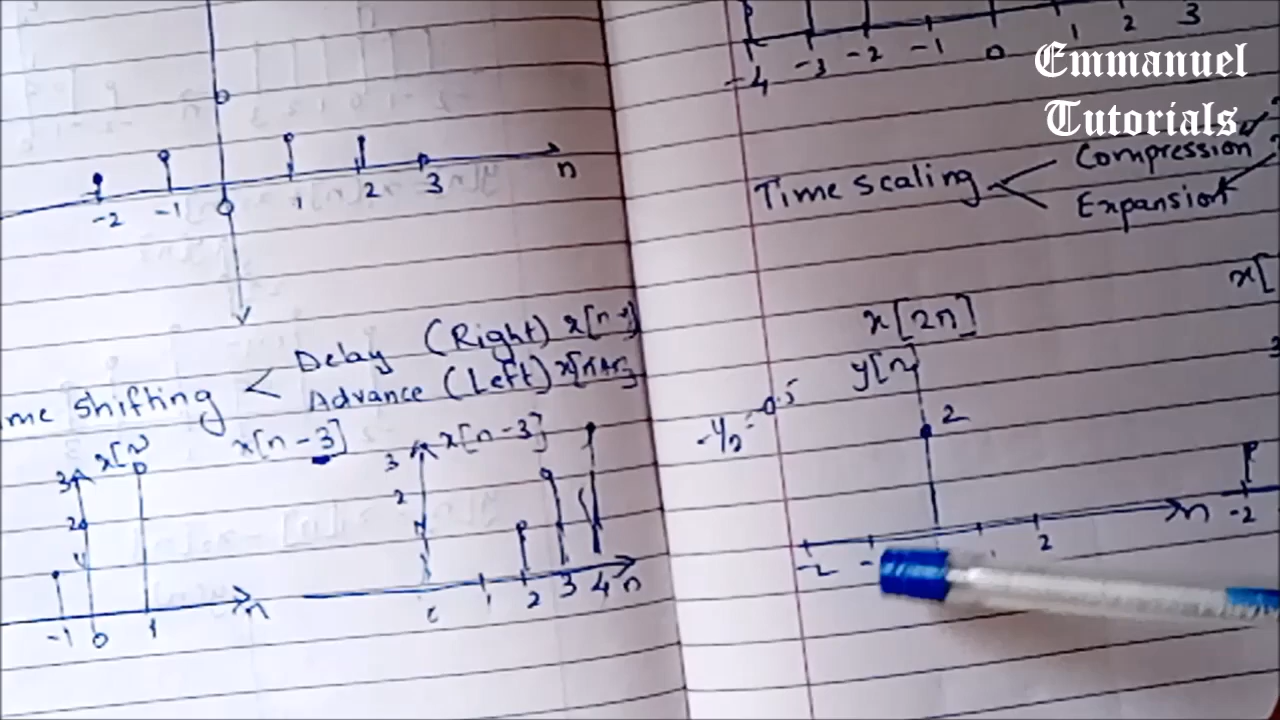 -2 -1 0 1 2 3 n
me shifting < Delay (Right) x[n-
Advance (Left) x[n+
x[n-3]
3 x[n
2
-1 0 1 n
x[n-3]
3
2
1 2 3 4 n
-4 -3 -2 -1 0 1 2 3
Emmanuel
Tutorials
Time scaling < Compression
Expansion
x[
x[2n]
y[n]
-1/2 = -0.5
2
-2 - 1 2 n
-2